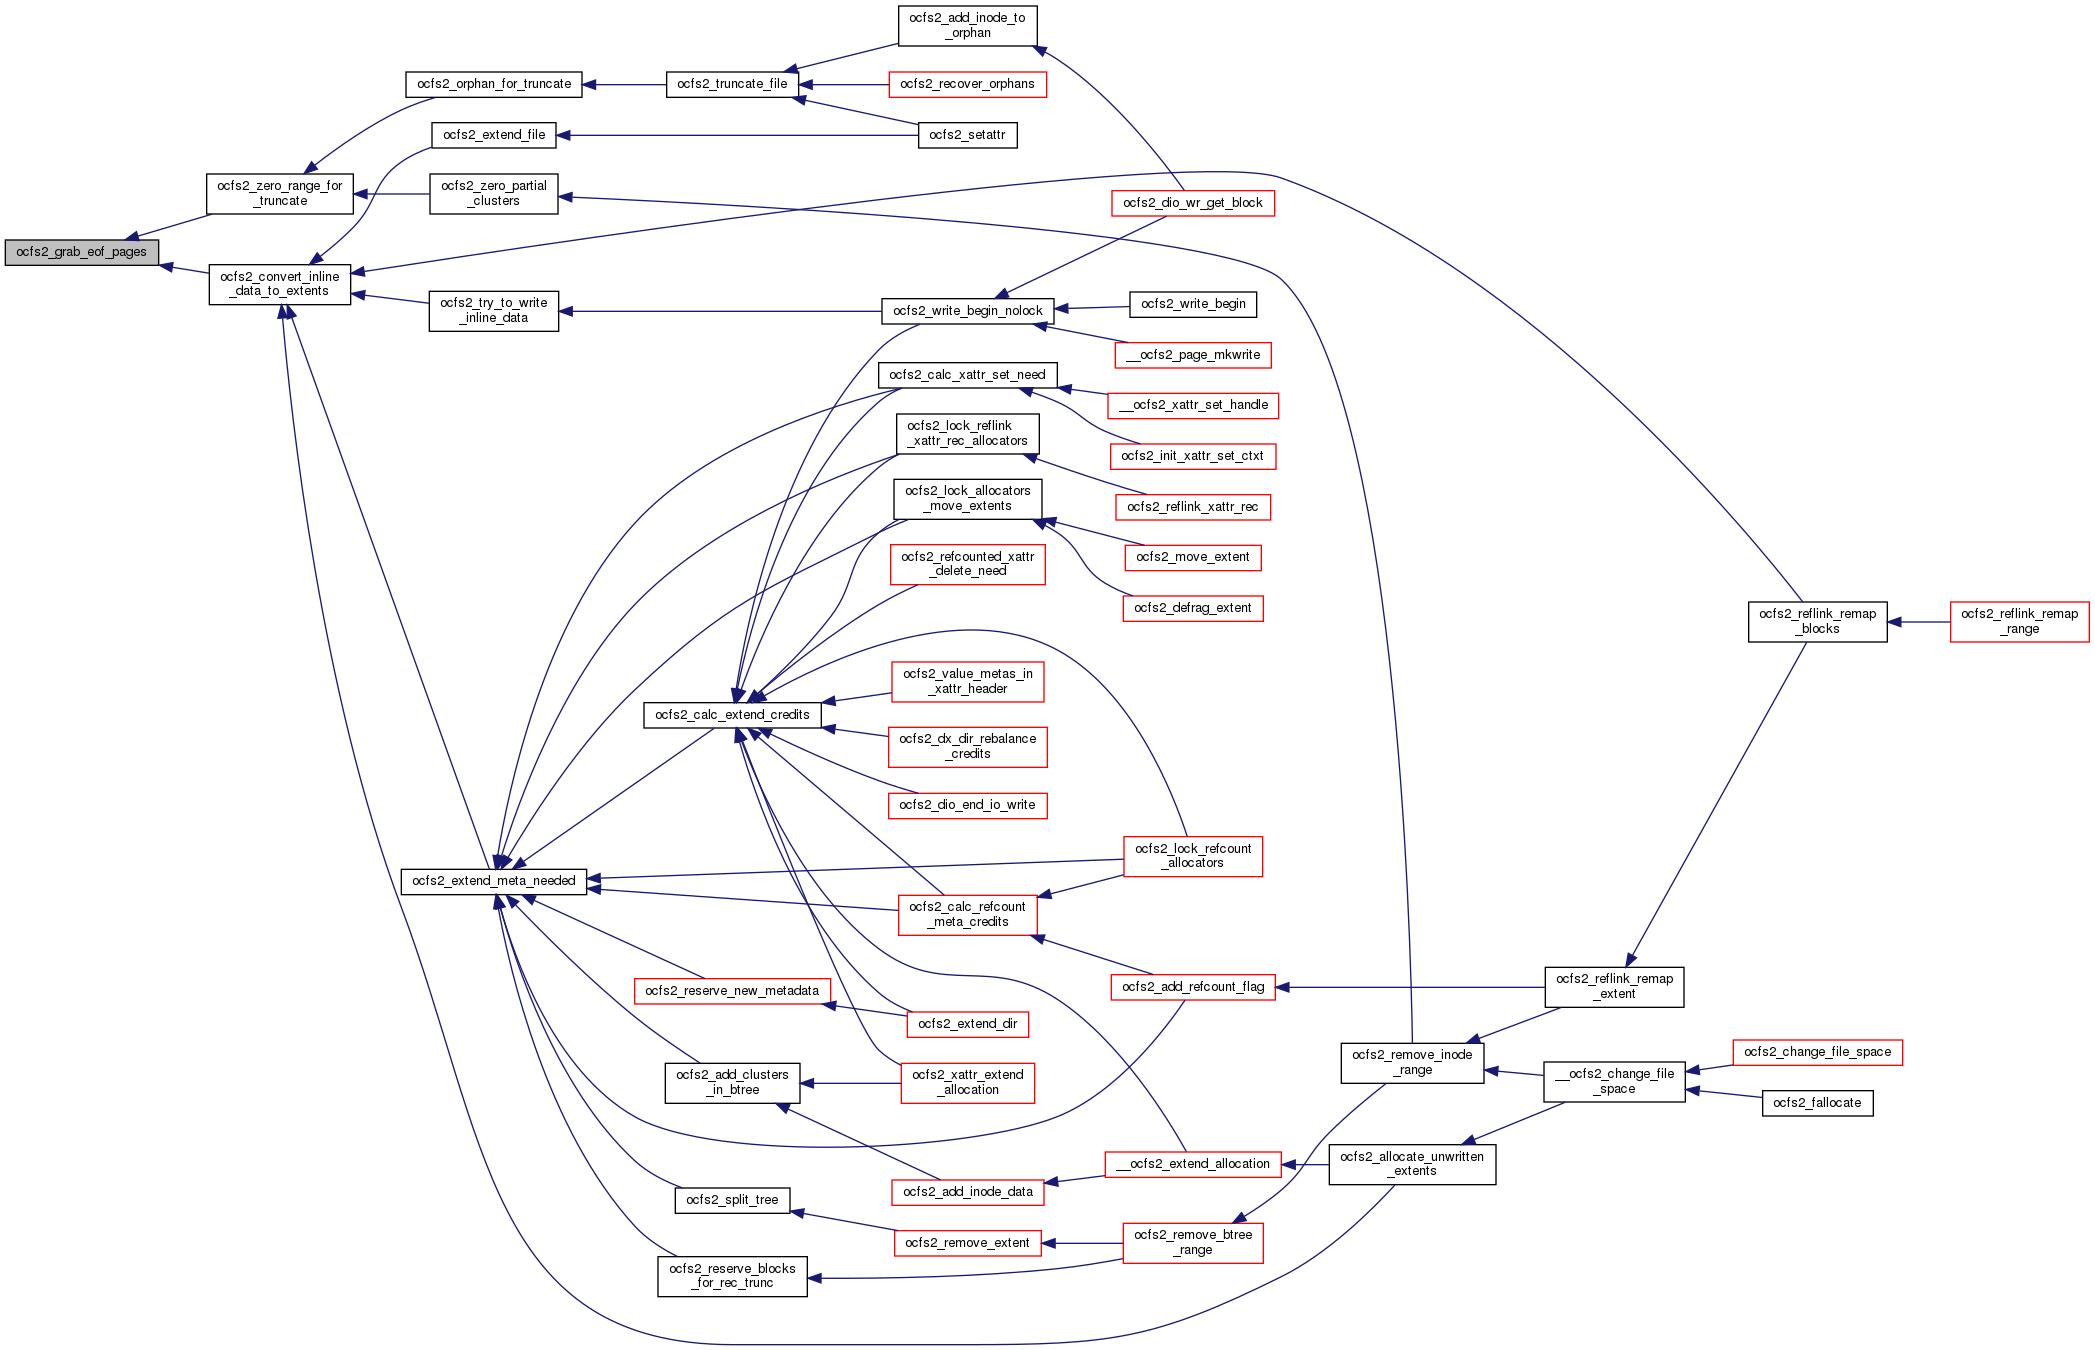 ocfs2_add_inode_to
_orphan
ocfs2_orphan_for_truncate
ocfs2_truncate_file
ocfs2_recover_orphans
ocfs2_extend_file
ocfs2_setattr
ocfs2_zero_range_for
_truncate
ocfs2_zero_partial
_clusters
ocfs2_dio_wr_get_block
ocfs2_grab_eof_pages
ocfs2_convert_inline
_data_to_extents
ocfs2_try_to_write
_inline_data
ocfs2_write_begin_nolock
ocfs2_write_begin
__ocfs2_page_mkwrite
ocfs2_calc_xattr_set_need
__ocfs2_xattr_set_handle
ocfs2_lock_reflink
_xattr_rec_allocators
ocfs2_init_xattr_set_ctxt
ocfs2_lock_allocators
_move_extents
ocfs2_reflink_xattr_rec
ocfs2_refcounted_xattr
_delete_need
ocfs2_move_extent
ocfs2_defrag_extent
ocfs2_reflink_remap
_blocks
ocfs2_reflink_remap
_range
ocfs2_value_metas_in
_xattr_header
ocfs2_calc_extend_credits
ocfs2_dx_dir_rebalance
_credits
ocfs2_dio_end_io_write
ocfs2_lock_refcount
_allocators
ocfs2_extend_meta_needed
ocfs2_calc_refcount
_meta_credits
ocfs2_reserve_new_metadata
ocfs2_add_refcount_flag
ocfs2_reflink_remap
_extent
ocfs2_extend_dir
ocfs2_remove_inode
_range
ocfs2_change_file_space
ocfs2_add_clusters
_in_btree
ocfs2_xattr_extend
_allocation
__ocfs2_change_file
_space
ocfs2_fallocate
__ocfs2_extend_allocation
ocfs2_allocate_unwritten
_extents
ocfs2_split_tree
ocfs2_add_inode_data
ocfs2_remove_extent
ocfs2_remove_btree
_range
ocfs2_reserve_blocks
_for_rec_trunc